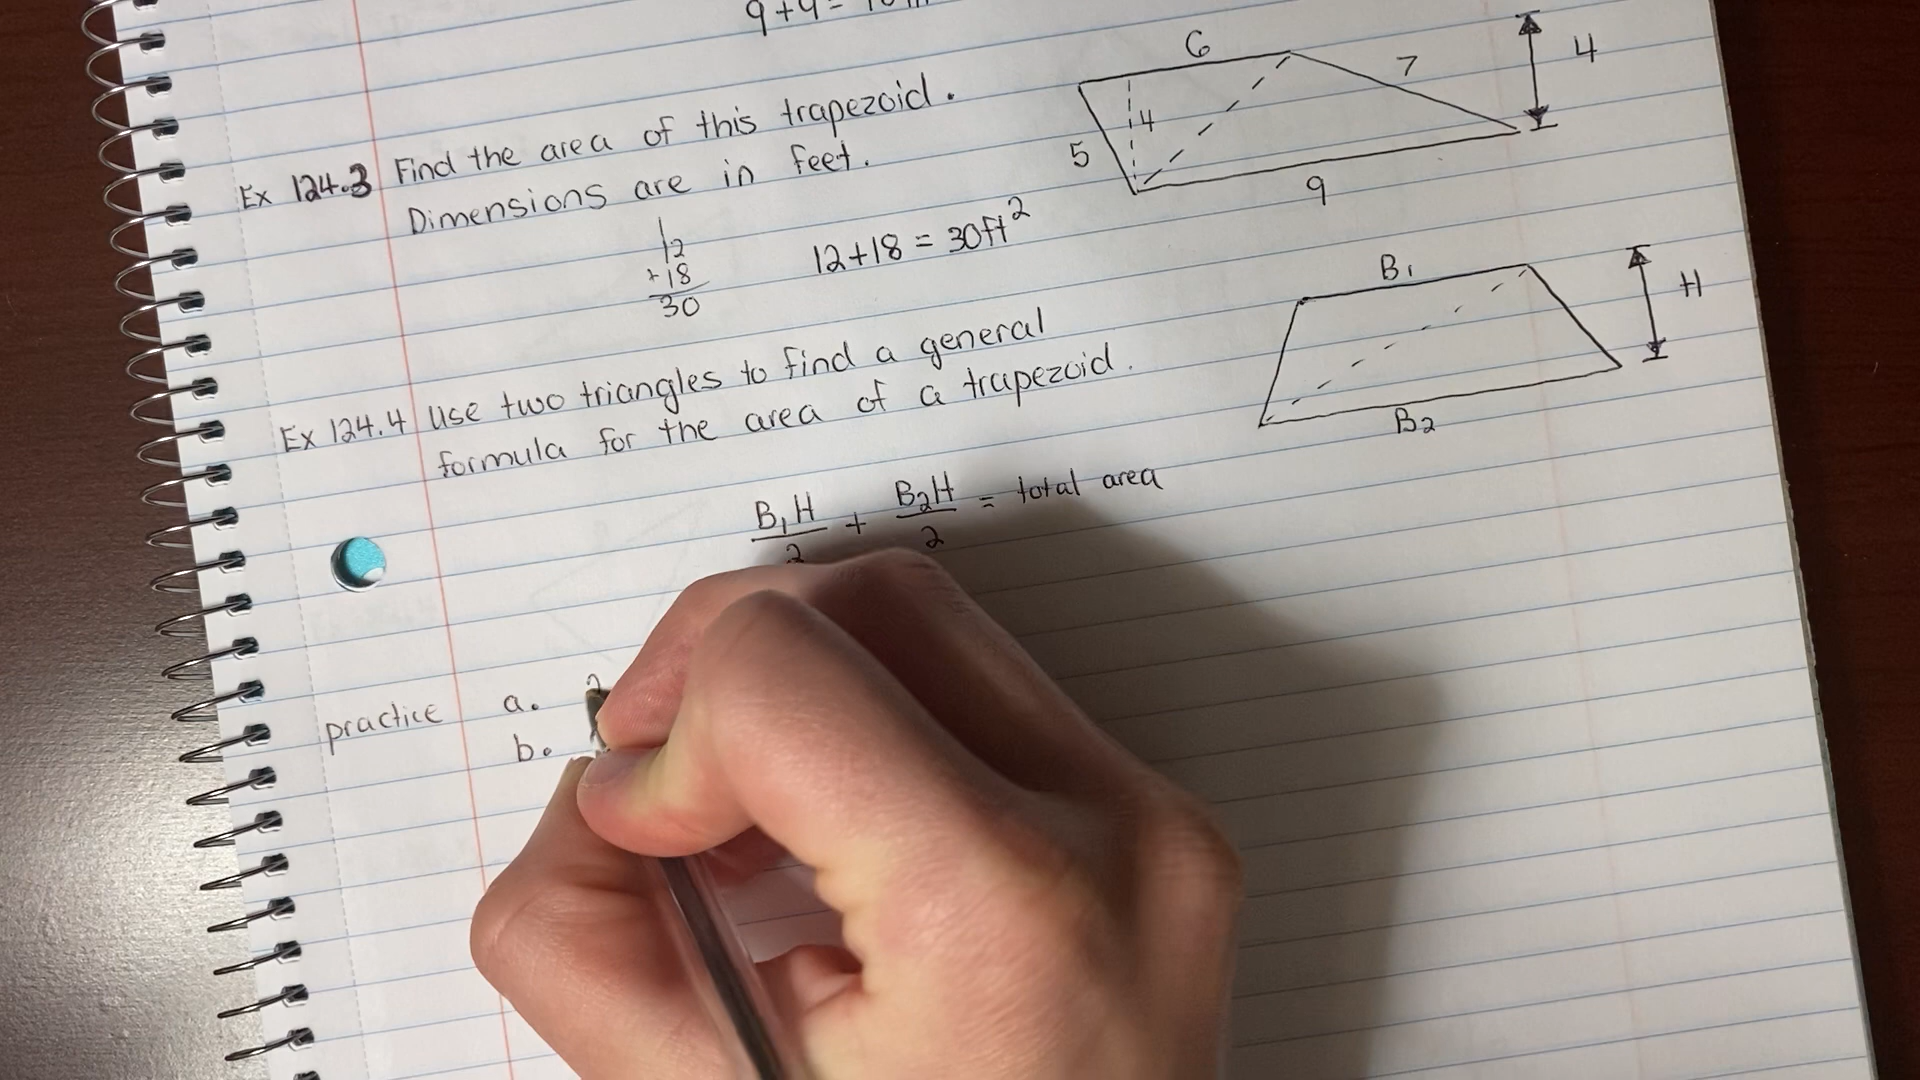 9+9=
6
7
4
4
5
9
Ex 124.3 Find the area of this trapezoid.
Dimensions are in feet.
12
+18
30
12+18 = 30ft²
B₁
H
B₂
Ex 124.4 Use two triangles to find a general
formula for the area of a trapezoid.
B₁H/2 + B₂H/2 = total area
practice a.
b.